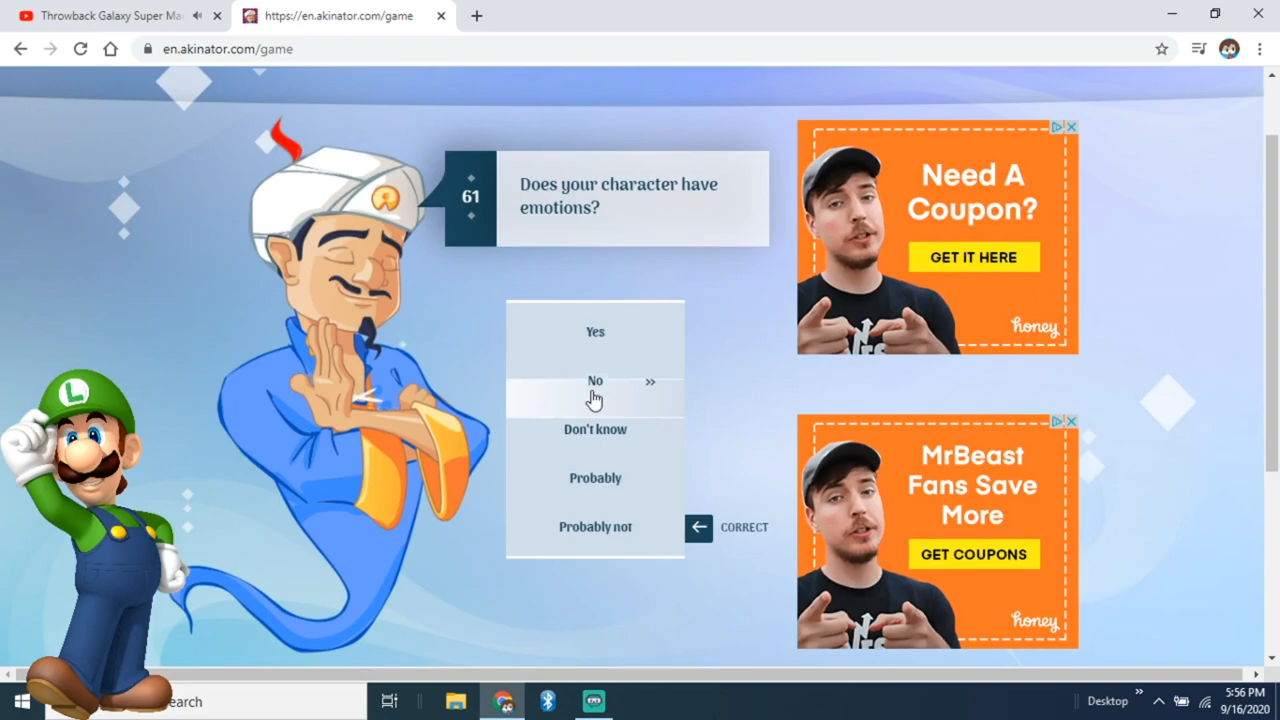 Throwback Galaxy Super Ma
https://en.akinator.com/game
en.akinator.com/game
61
Does your character have
emotions?
Yes
No
Don't know
Probably
Probably not
CORRECT
Need A
Coupon?
GET IT HERE
honey
MrBeast
Fans Save
More
GET COUPONS
honey
L
earch
Desktop
5:56 PM
9/16/2020